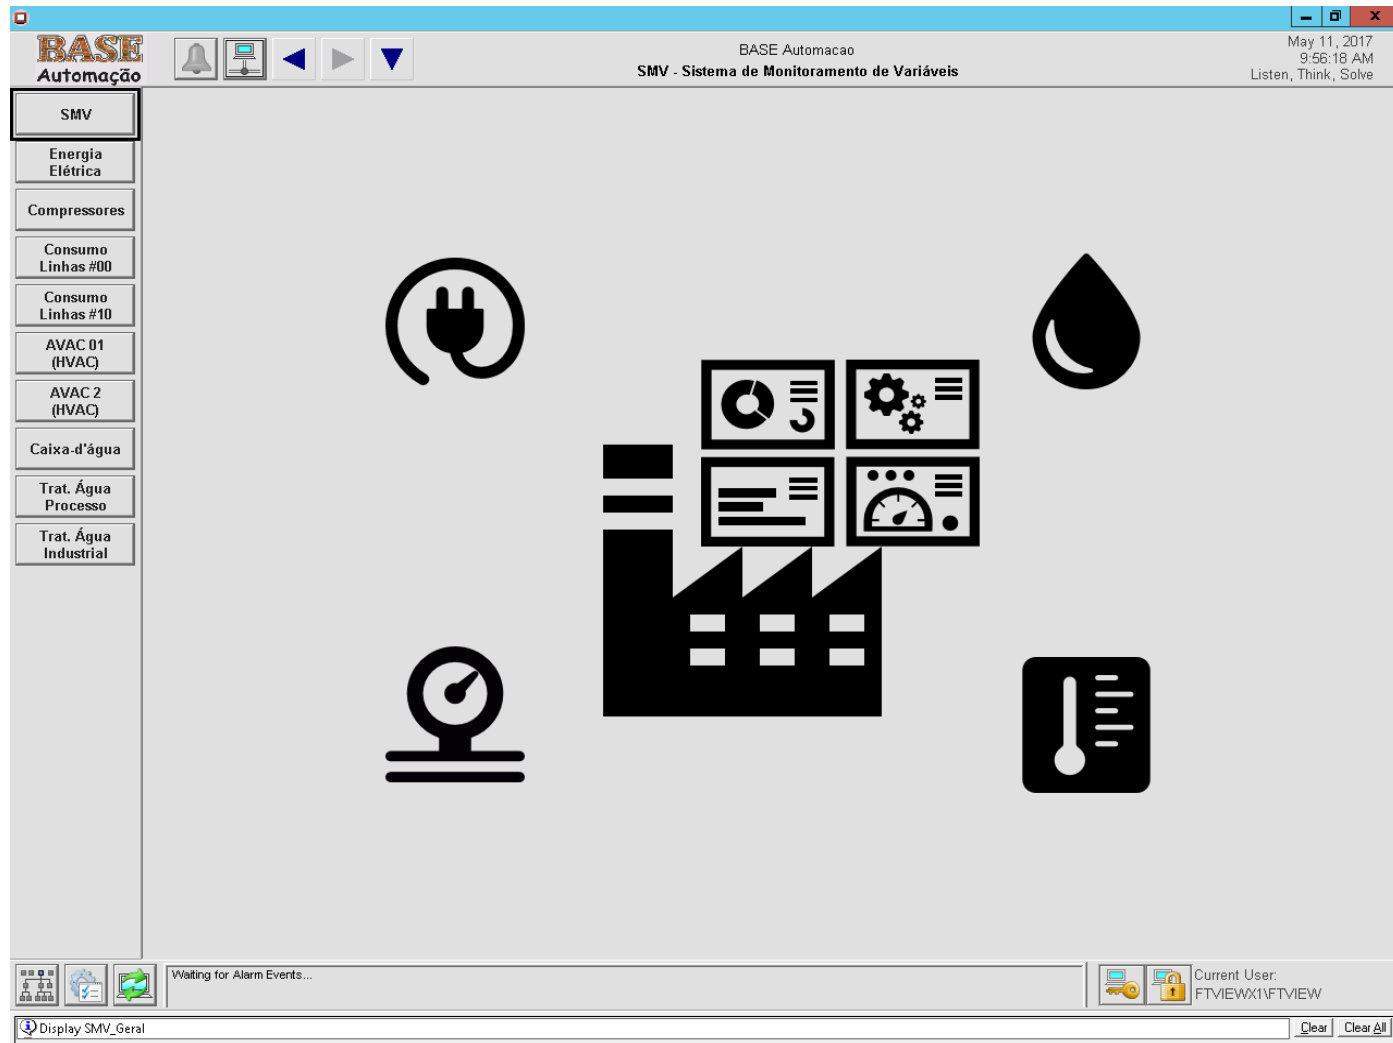 BASE
Automação
BASE Automacao
SMV - Sistema de Monitoramento de Variáveis
May 11, 2017
9:56:18 AM
Listen, Think, Solve
SMV
Energia
Elétrica
Compressores
Consumo
Linhas #00
Consumo
Linhas #10
AVAC 01
(HVAC)
AVAC 2
(HVAC)
Caixa-d'água
Trat. Água
Processo
Trat. Água
Industrial
Waiting for Alarm Events...
Current User:
FTVIEWX1\FTVIEW
Display SMV_Geral
Clear
Clear All